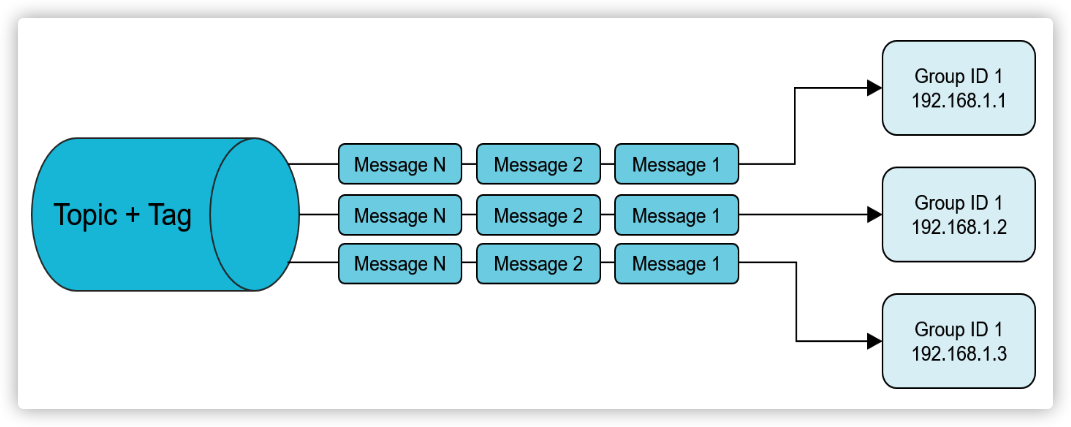 Topic + Tag
Message N
Message 2
Message 1
Message N
Message 2
Message 1
Message N
Message 2
Message 1
Group ID 1
192.168.1.1
Group ID 1
192.168.1.2
Group ID 1
192.168.1.3